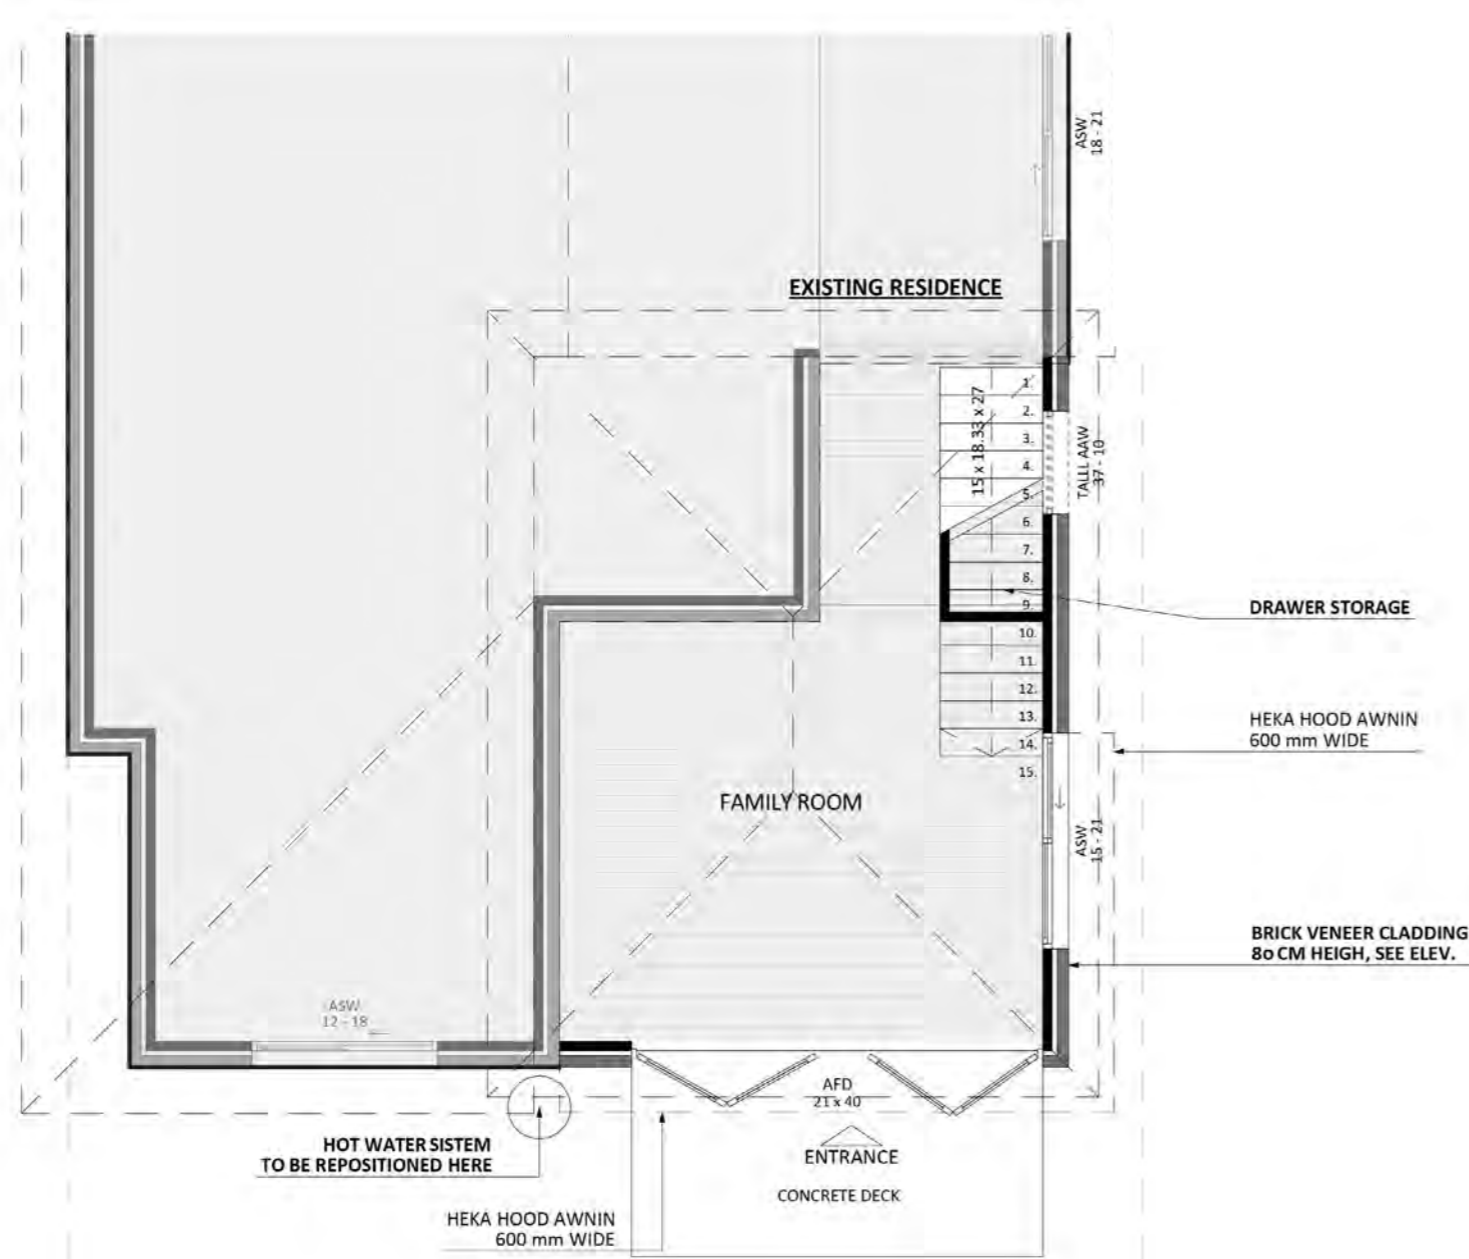 ASW
18 - 21
EXISTING RESIDENCE
15 x 18.33 x 27
1.
2.
3.
4.
5.
6.
7.
8.
9.
10.
11.
12.
13.
14.
15.
TALLL AAW
37 - 10
DRAWER STORAGE
HEKA HOOD AWNIN
600 mm WIDE
FAMILY ROOM
ASW
15 - 21
BRICK VENEER CLADDING
80 CM HEIGH, SEE ELEV.
ASW
12 - 18
AFD
21 x 40
HOT WATER SISTEM
TO BE REPOSITIONED HERE
ENTRANCE
CONCRETE DECK
HEKA HOOD AWNIN
600 mm WIDE